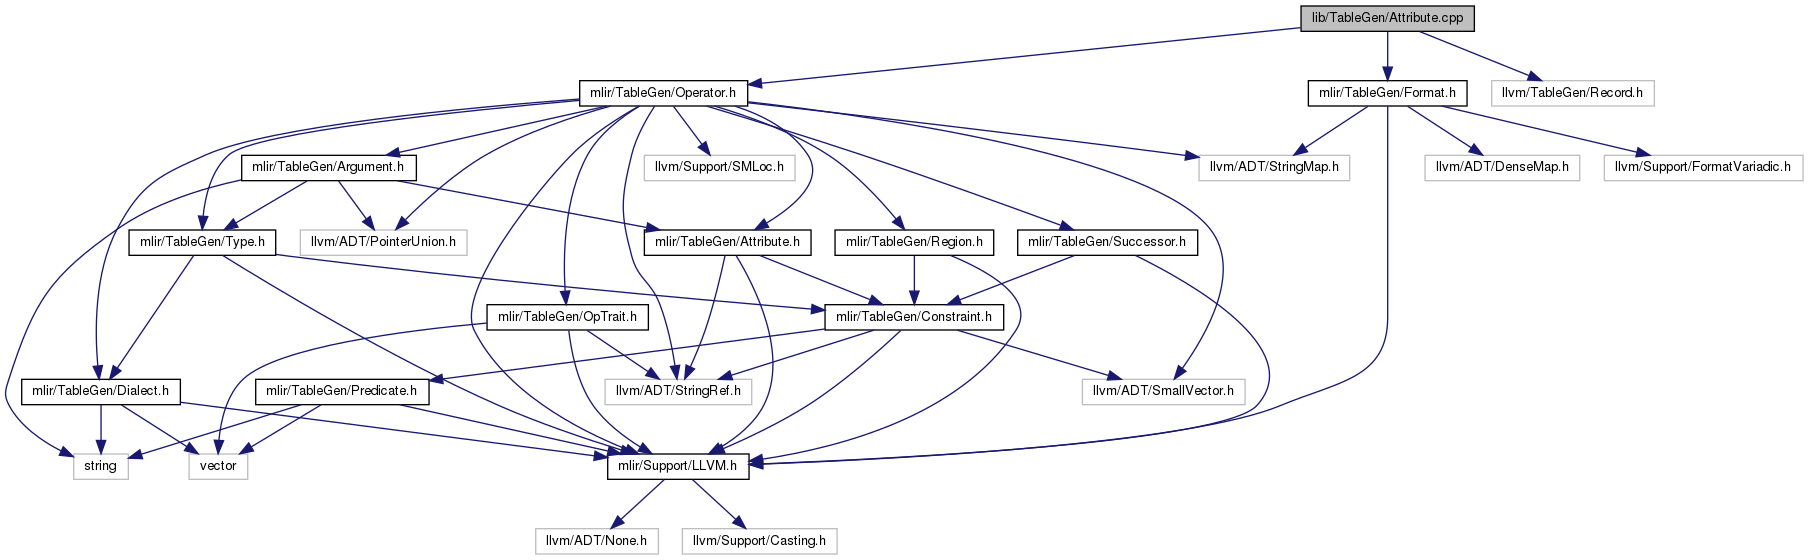 lib/TableGen/Attribute.cpp
mlir/TableGen/Operator.h
mlir/TableGen/Format.h
llvm/TableGen/Record.h
mlir/TableGen/Argument.h
llvm/Support/SMLoc.h
llvm/ADT/StringMap.h
llvm/ADT/DenseMap.h
llvm/Support/FormatVariadic.h
mlir/TableGen/Type.h
llvm/ADT/PointerUnion.h
mlir/TableGen/Attribute.h
mlir/TableGen/Region.h
mlir/TableGen/Successor.h
mlir/TableGen/OpTrait.h
mlir/TableGen/Constraint.h
mlir/TableGen/Dialect.h
mlir/TableGen/Predicate.h
llvm/ADT/StringRef.h
llvm/ADT/SmallVector.h
string
vector
mlir/Support/LLVM.h
llvm/ADT/None.h
llvm/Support/Casting.h